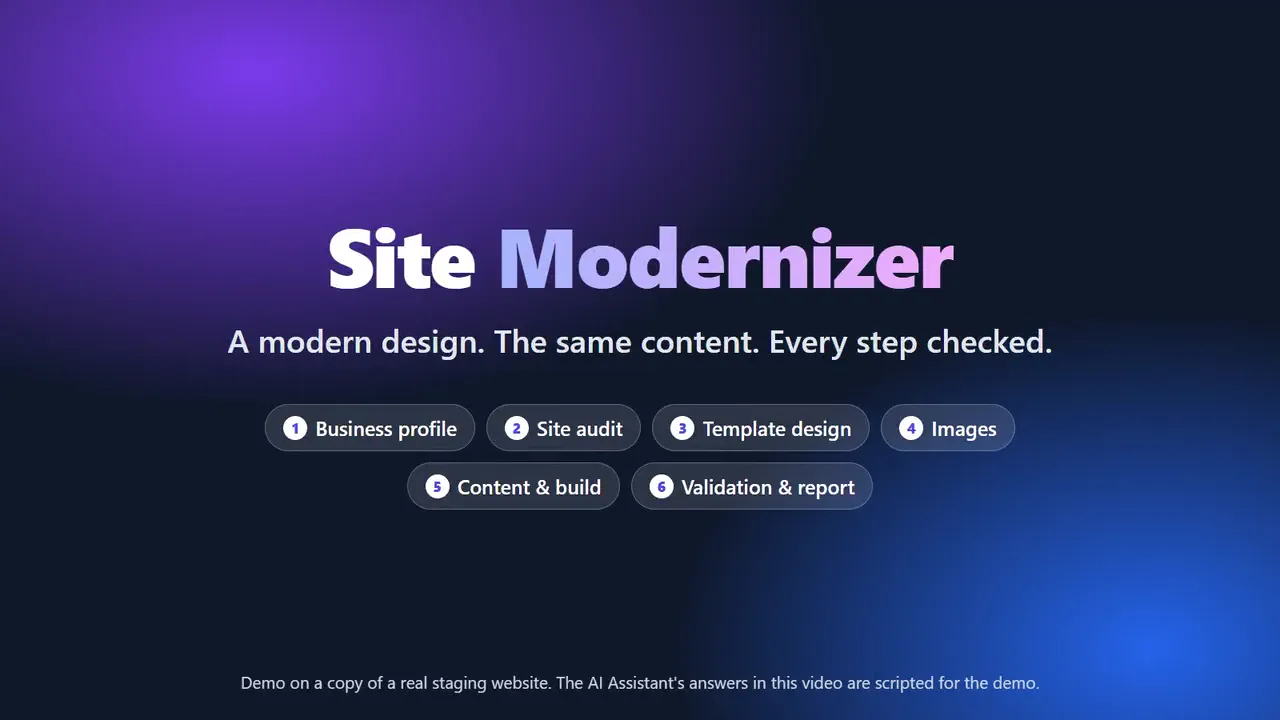 Site Modernizer
A modern design. The same content. Every step checked.
1 Business profile 2 Site audit 3 Template design 4 Images
5 Content & build 6 Validation & report
Demo on a copy of a real staging website. The AI Assistant's answers in this video are scripted for the demo.